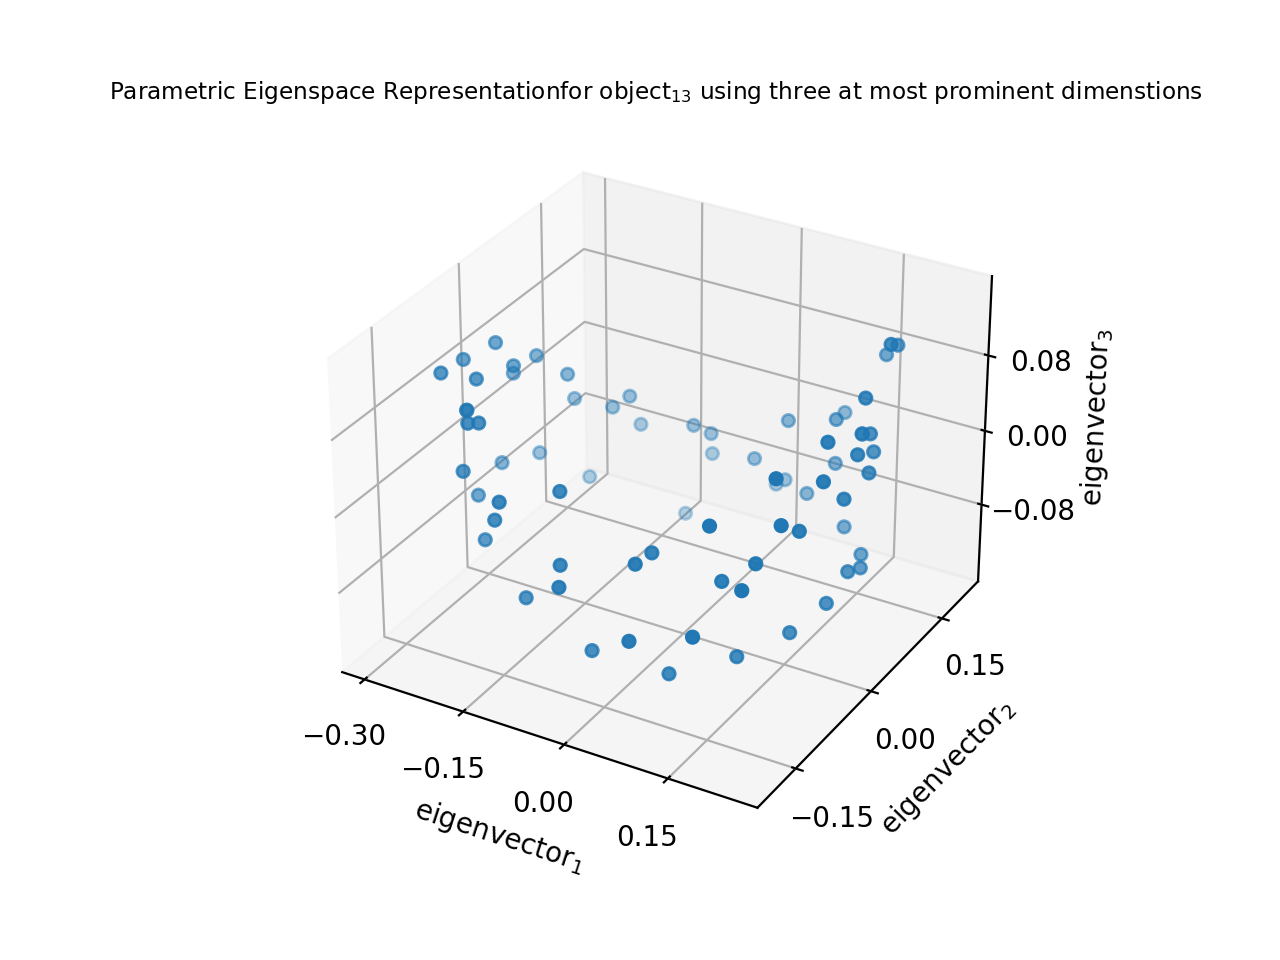 Parametric Eigenspace Representationfor object₁₃ using three at most prominent dimenstions
0.08
0.00
−0.08
eigenvector₃
0.15
0.00
−0.15
eigenvector₂
−0.30
−0.15
0.00
0.15
eigenvector₁